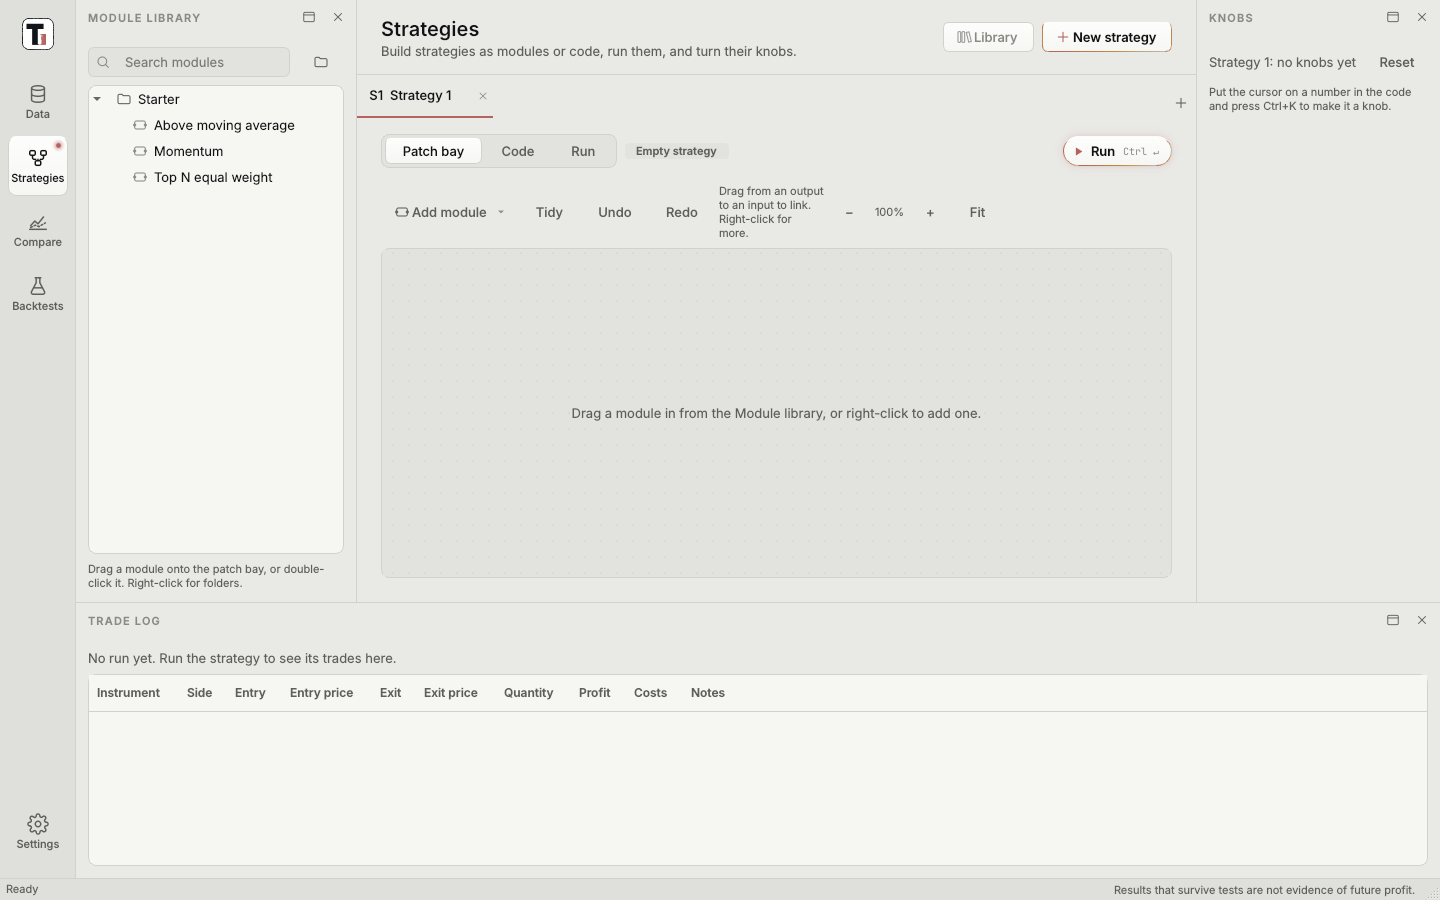 MODULE LIBRARY
Search modules
Starter
Above moving average
Momentum
Top N equal weight
Drag a module onto the patch bay, or double-
click it. Right-click for folders.
Data
Strategies
Compare
Backtests
Settings
Strategies
Build strategies as modules or code, run them, and turn their knobs.
Library
New strategy
S1 Strategy 1
Patch bay
Code
Run
Empty strategy
Run Ctrl ↵
Add module
Tidy
Undo
Redo
Drag from an output
to an input to link.
Right-click for
more.
− 100% +
Fit
Drag a module in from the Module library, or right-click to add one.
KNOBS
Strategy 1: no knobs yet
Reset
Put the cursor on a number in the code
and press Ctrl+K to make it a knob.
TRADE LOG
No run yet. Run the strategy to see its trades here.
Instrument Side Entry Entry price Exit Exit price Quantity Profit Costs Notes
Ready
Results that survive tests are not evidence of future profit.